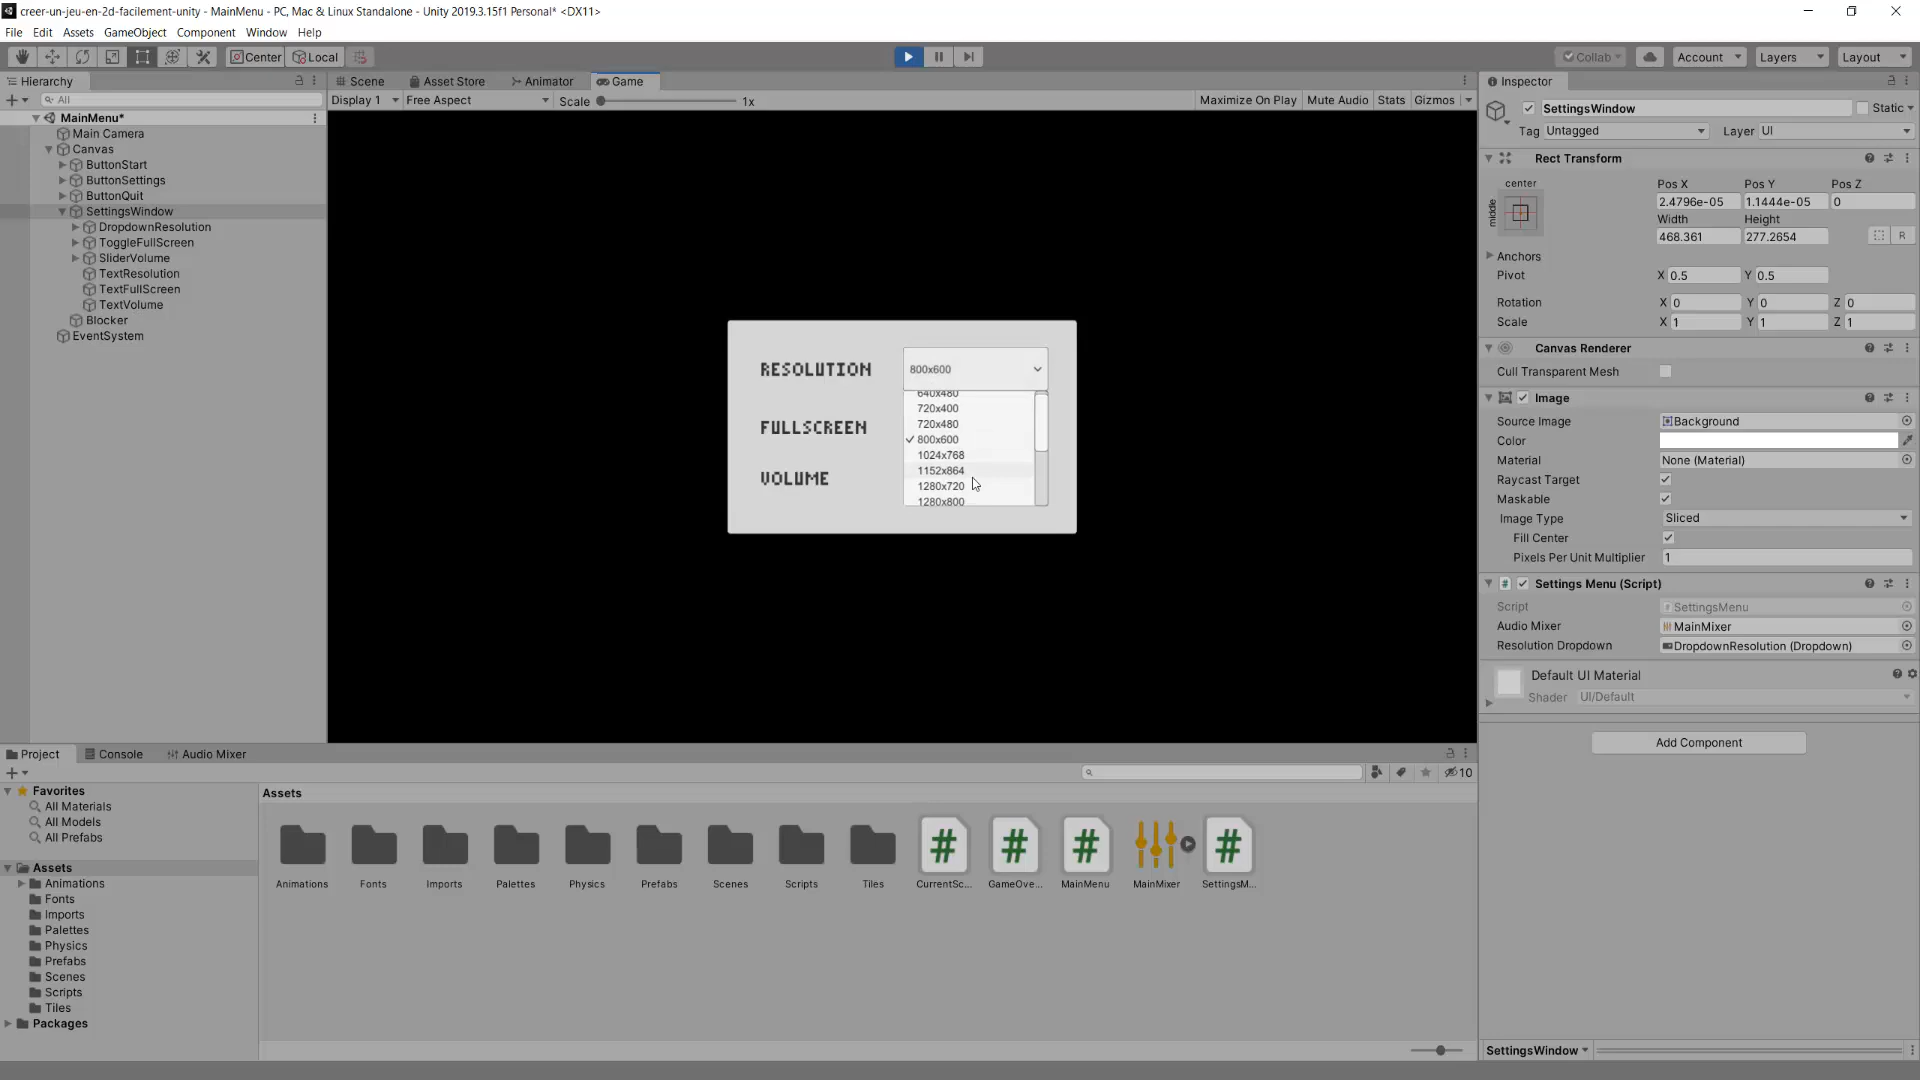 creer-un-jeu-en-2d-facilement-unity - MainMenu - PC, Mac & Linux Standalone - Unity 2019.3.15f1 Personal* <DX11>
File Edit Assets GameObject Component Window Help
Center Local Collab Account Layers Layout
Hierarchy
All
MainMenu*
Main Camera
Canvas
ButtonStart
ButtonSettings
ButtonQuit
SettingsWindow
DropdownResolution
ToggleFullScreen
SliderVolume
TextResolution
TextFullScreen
TextVolume
Blocker
EventSystem
Scene Asset Store Animator Game
Display 1 Free Aspect Scale 1x Maximize On Play Mute Audio Stats Gizmos
RESOLUTION 800x600
640x480
720x400
FULLSCREEN 720x480
800x600
1024x768
1152x864
VOLUME 1280x720
1280x800
Inspector
SettingsWindow Static
Tag Untagged Layer UI
Rect Transform
center
middle
Pos X Pos Y Pos Z
2.4796e-05 1.1444e-05 0
Width Height
468.361 277.2654 R
Anchors
Pivot X 0.5 Y 0.5
Rotation X 0 Y 0 Z 0
Scale X 1 Y 1 Z 1
Canvas Renderer
Cull Transparent Mesh
Image
Source Image Background
Color
Material None (Material)
Raycast Target
Maskable
Image Type Sliced
Fill Center
Pixels Per Unit Multiplier 1
# Settings Menu (Script)
Script SettingsMenu
Audio Mixer MainMixer
Resolution Dropdown DropdownResolution (Dropdown)
Default UI Material
Shader UI/Default
Add Component
SettingsWindow
Project Console Audio Mixer
10
Favorites
All Materials
All Models
All Prefabs
Assets
Animations
Fonts
Imports
Palettes
Physics
Prefabs
Scenes
Scripts
Tiles
Packages
Assets
# # # #
Animations Fonts Imports Palettes Physics Prefabs Scenes Scripts Tiles CurrentSc... GameOve... MainMenu MainMixer SettingsM...